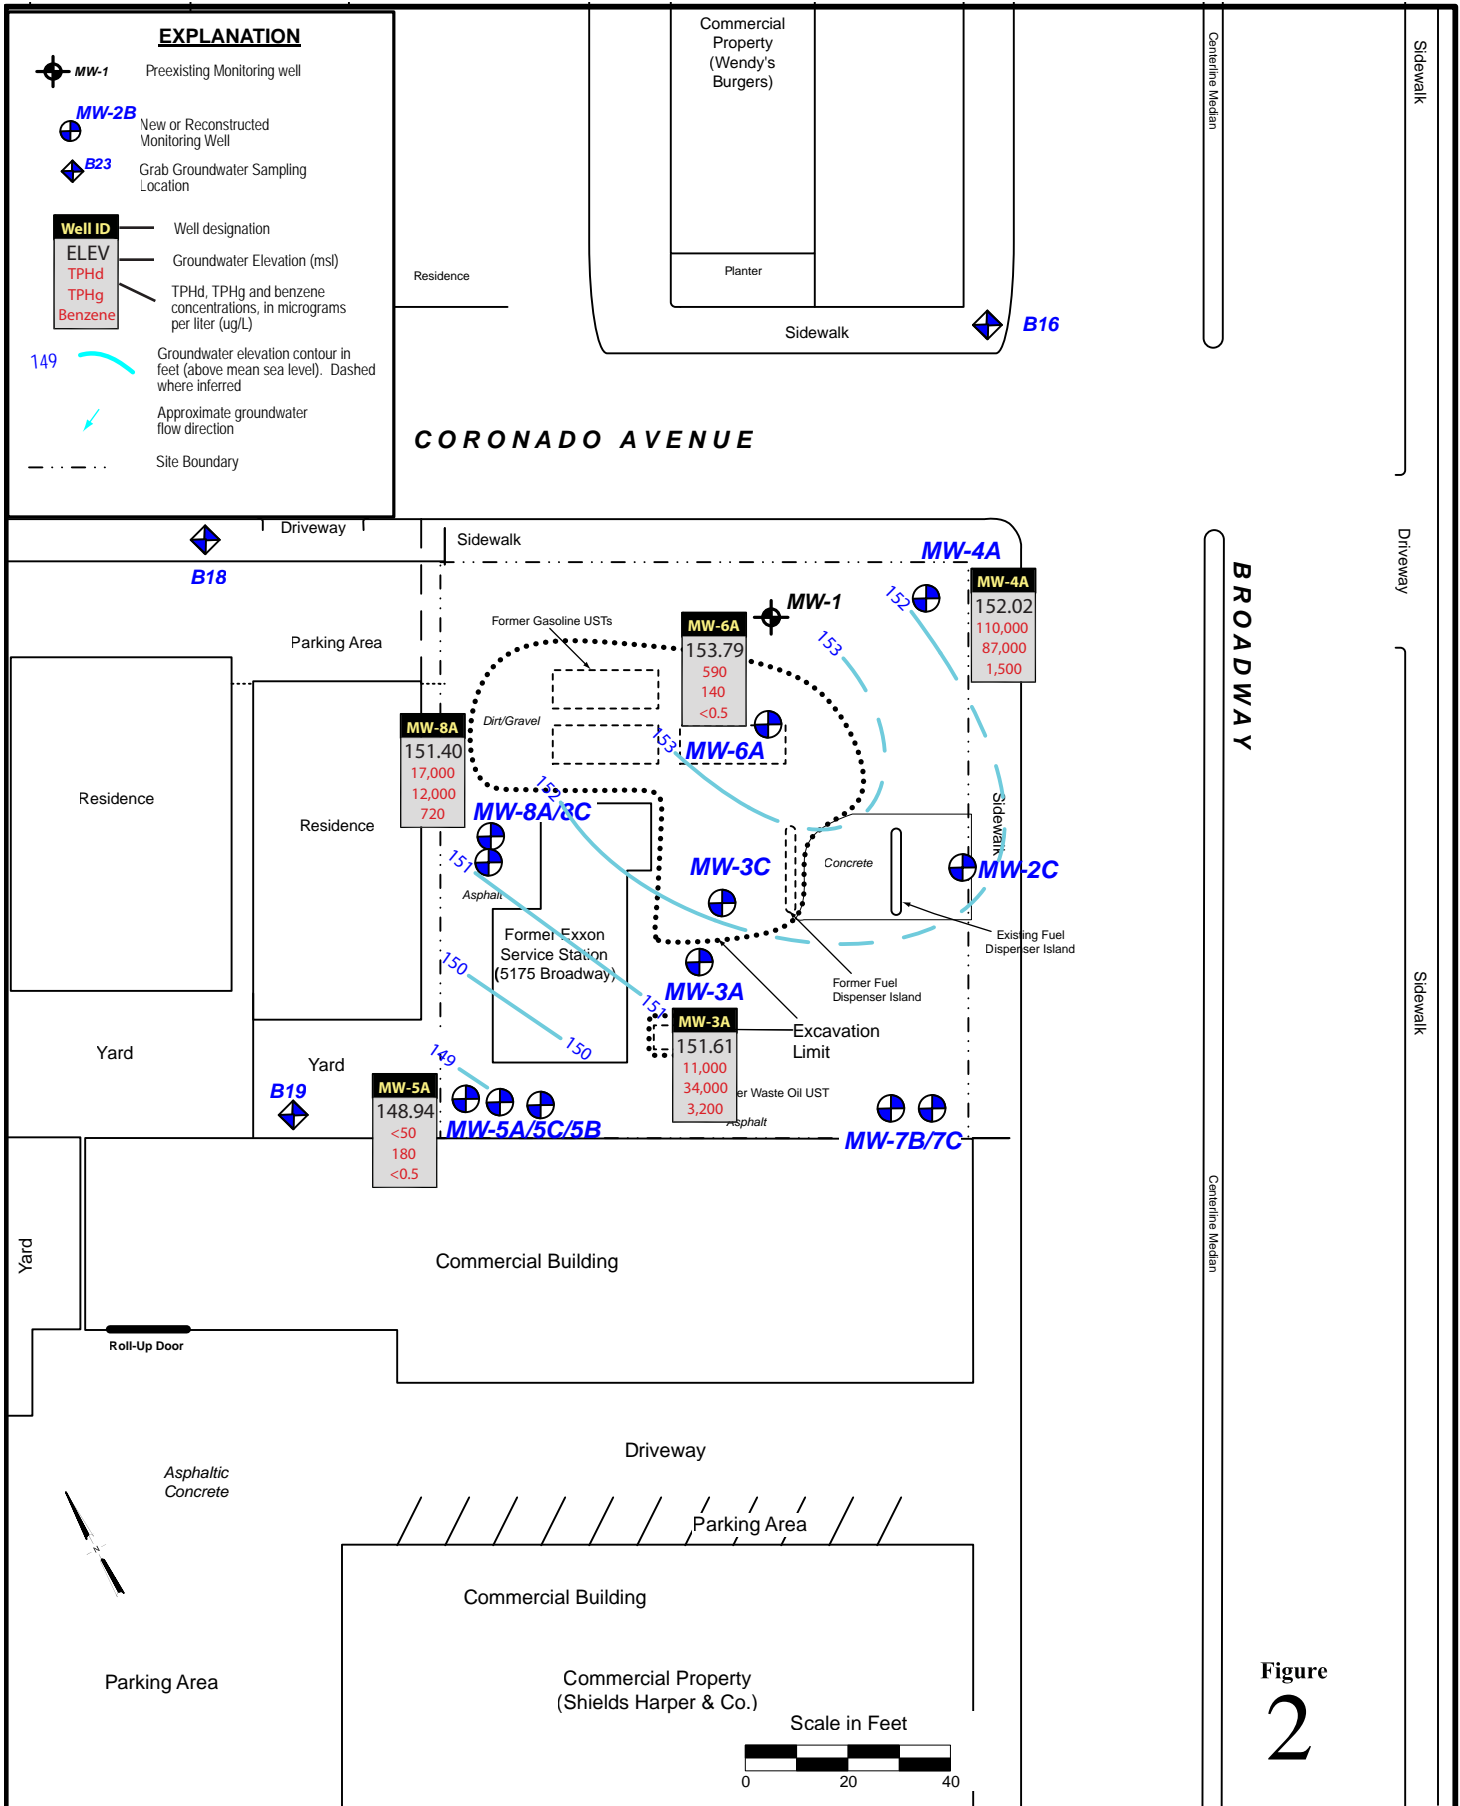 EXPLANATION
MW-1 Preexisting Monitoring well
MW-2B
New or Reconstructed
Monitoring Well
B23
Grab Groundwater Sampling
Location
Well ID Well designation
ELEV Groundwater Elevation (msl)
TPHd
TPHg
Benzene
TPHd, TPHg and benzene
concentrations, in micrograms
per liter (ug/L)
149
Groundwater elevation contour in
feet (above mean sea level). Dashed
where inferred
Approximate groundwater
flow direction
Site Boundary
Commercial
Property
(Wendy's
Burgers)
Residence
Planter
Sidewalk
B16
Centerline Median
Sidewalk
CORONADO AVENUE
Driveway
Sidewalk
B18
Parking Area
MW-4A
MW-4A
152.02
110,000
87,000
1,500
152
MW-1
153
Former Gasoline USTs
MW-6A
153.79
590
140
<0.5
MW-6A
153
Dirt/Gravel
MW-8A
151.40
17,000
12,000
720
152
MW-8A/8C
151
Asphalt
Residence
Residence
BROADWAY
Driveway
Sidewalk
MW-3C
Concrete
MW-2C
Existing Fuel
Dispenser Island
Former Exxon
Service Station
(5175 Broadway)
150
MW-3A
151
Former Fuel
Dispenser Island
MW-3A
151.61
11,000
34,000
3,200
Excavation
Limit
er Waste Oil UST
Asphalt
150
149
Sidewalk
Yard
Yard
B19
MW-5A
148.94
<50
180
<0.5
MW-5A/5C/5B
MW-7B/7C
Yard
Commercial Building
Centerline Median
Roll-Up Door
Driveway
Asphaltic
Concrete
Parking Area
N
Commercial Building
Parking Area
Commercial Property
(Shields Harper & Co.)
Scale in Feet
0 20 40
Figure
2